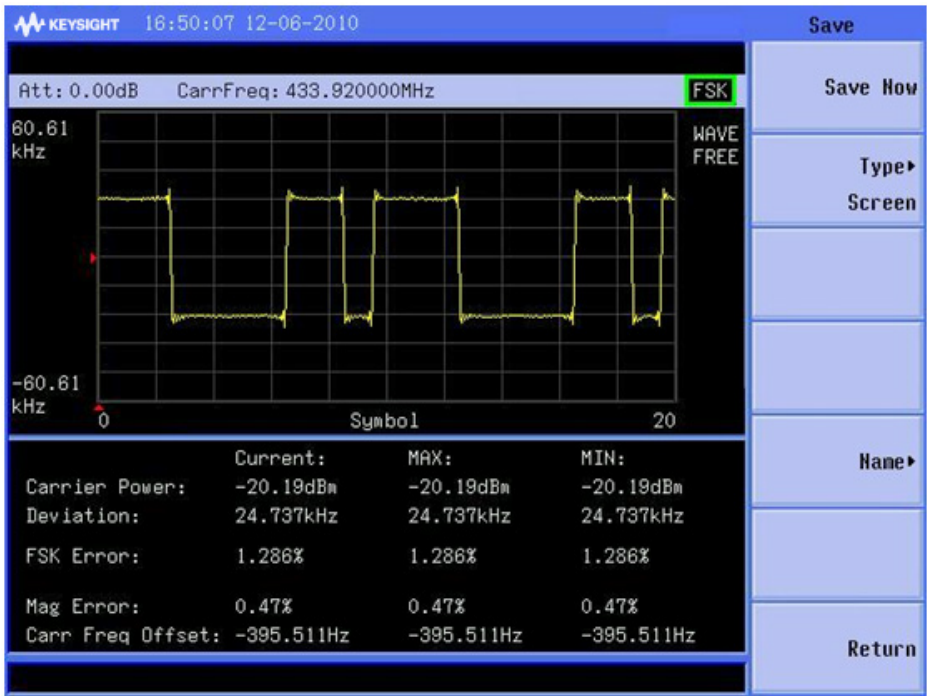 KEYSIGHT 16:50:07 12-06-2010 Save
Att: 0.00dB CarrFreq: 433.920000MHz FSK
Save Now
60.61
kHz
WAVE
FREE
Type
Screen
-60.61
kHz
0 Symbol 20
Current: MAX: MIN:
Name
Carrier Power: -20.19dBm -20.19dBm -20.19dBm
Deviation: 24.737kHz 24.737kHz 24.737kHz
FSK Error: 1.286% 1.286% 1.286%
Mag Error: 0.47% 0.47% 0.47%
Carr Freq Offset: -395.511Hz -395.511Hz -395.511Hz
Return